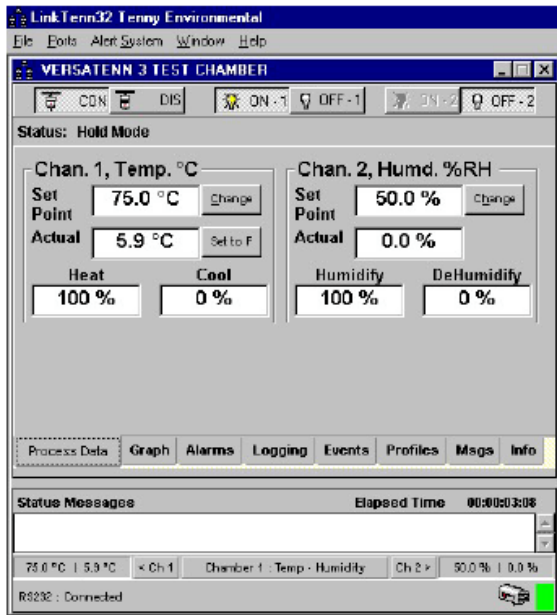 LinkTenn32 Tenny Environmental
File Ports Alert System Window Help
VERSATENN 3 TEST CHAMBER
CON DIS ON - 1 OFF - 1 ON - 2 OFF - 2
Status: Hold Mode
Chan. 1, Temp. °C
Set Point 75.0 °C Change
Actual 5.9 °C Set to F
Heat Cool
100 % 0 %
Chan. 2, Humd. %RH
Set Point 50.0 % Change
Actual 0.0 %
Humidify DeHumidify
100 % 0 %
Process Data Graph Alarms Logging Events Profiles Msgs Info
Status Messages Elapsed Time 00:00:03:08
75.0 °C | 5.9 °C < Ch 1 Chamber 1 : Temp - Humidity Ch 2 > 50.0 % | 0.0 %
RS232 : Connected